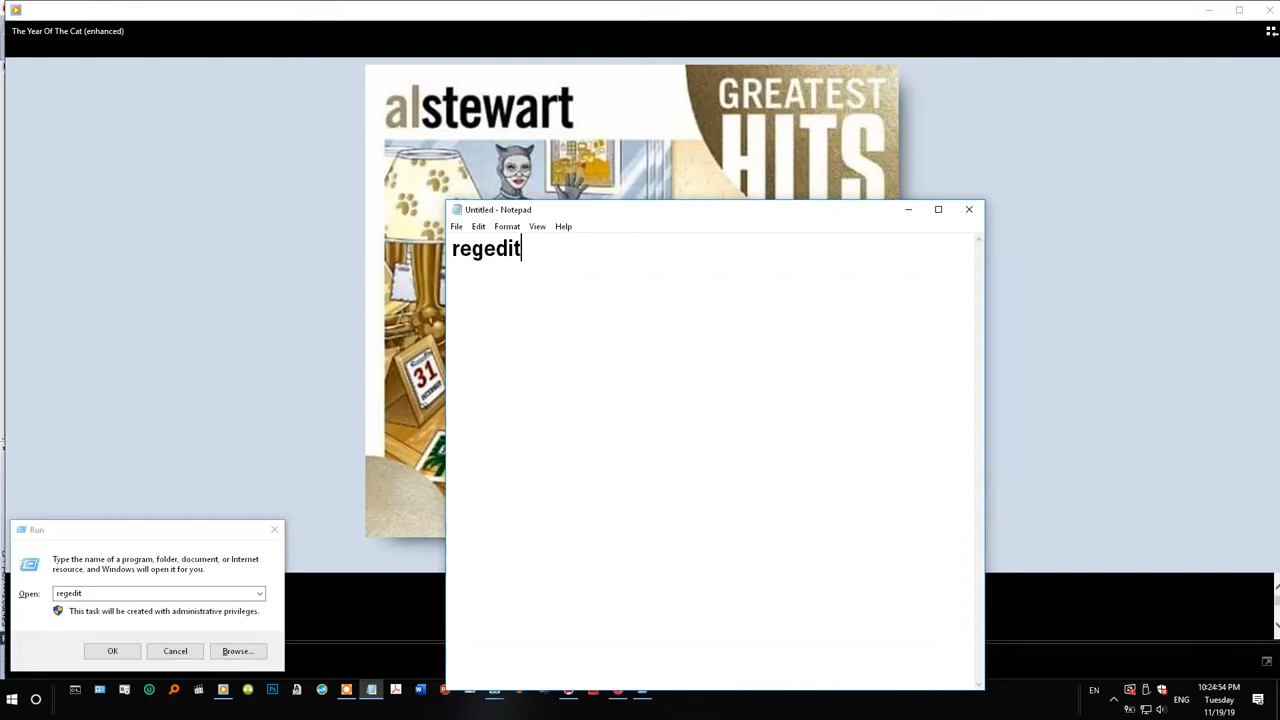 The Year Of The Cat (enhanced)
alstewart
GREATEST
HITS
Untitled - Notepad
File Edit Format View Help
regedit
31
DECEMBER
Run
Type the name of a program, folder, document, or Internet
resource, and Windows will open it for you.
Open: regedit
This task will be created with administrative privileges.
OK Cancel Browse...
EN
ENG
10:24:54 PM
Tuesday
11/19/19